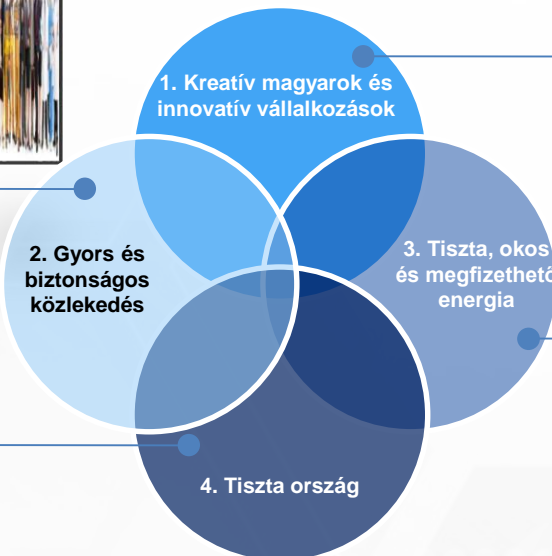 1. Kreatív magyarok és
innovatív vállalkozások
2. Gyors és
biztonságos
közlekedés
3. Tiszta, okos
és megfizethető
energia
4. Tiszta ország